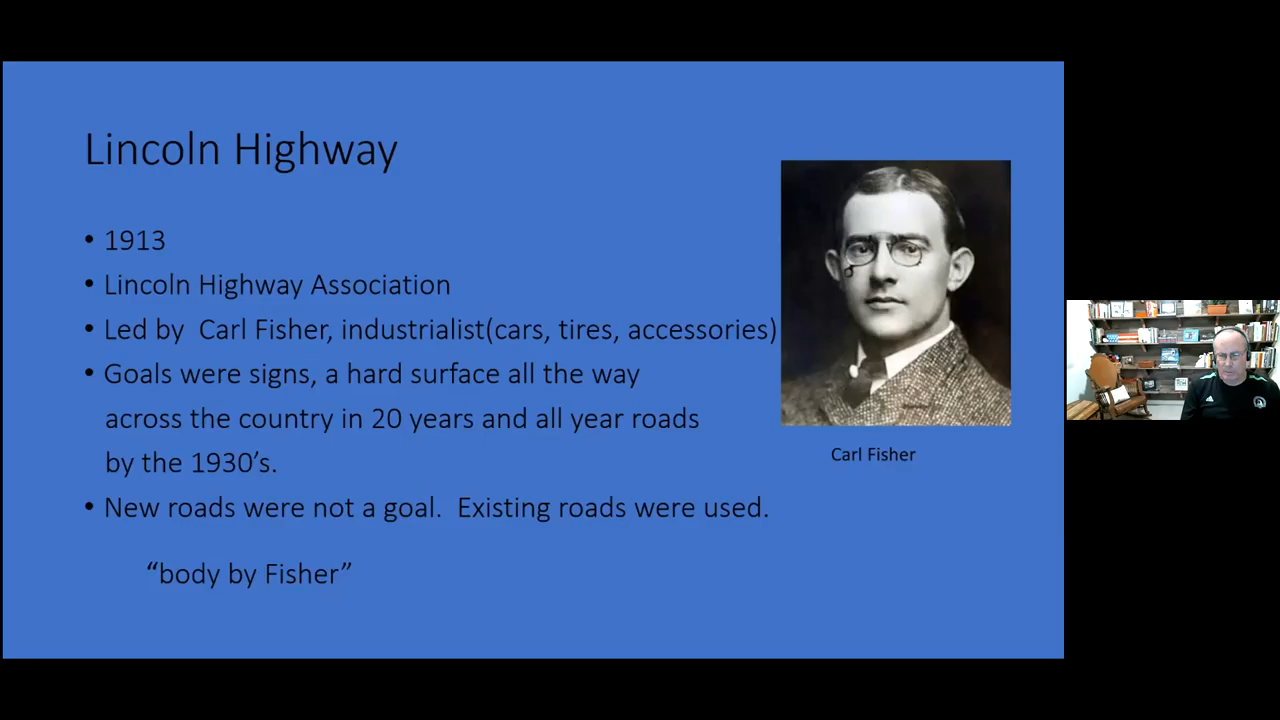 Lincoln Highway
• 1913
• Lincoln Highway Association
• Led by  Carl Fisher, industrialist(cars, tires, accessories)
• Goals were signs, a hard surface all the way
across the country in 20 years and all year roads
by the 1930’s.
• New roads were not a goal.  Existing roads were used.
“body by Fisher”
Carl Fisher